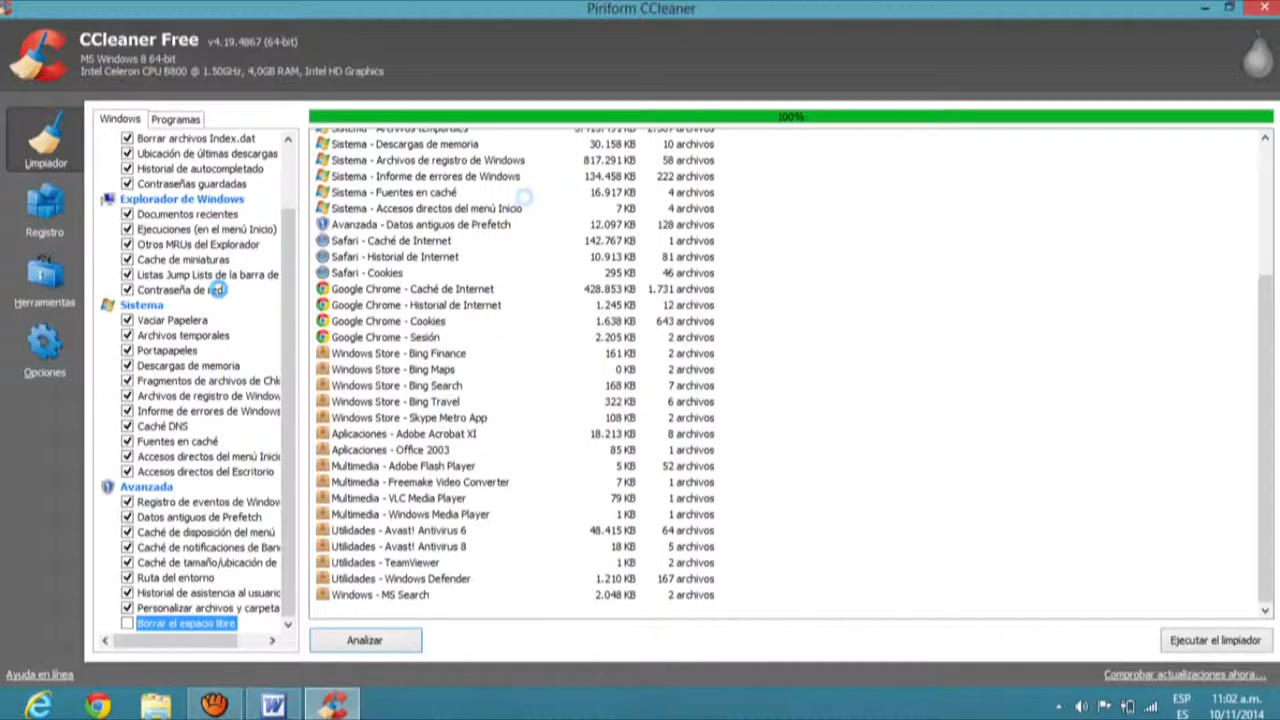 Piriform CCleaner
CCleaner Free v4.19.4867 (64-bit)
MS Windows 8 64-bit
Intel Celeron CPU B800 @ 1.50GHz, 4,0GB RAM, Intel HD Graphics
Limpiador
Registro
Herramientas
Opciones
Windows
Programas
Borrar archivos Index.dat
Ubicación de últimas descargas
Historial de autocompletado
Contraseñas guardadas
Explorador de Windows
Documentos recientes
Ejecuciones (en el menú Inicio)
Otros MRUs del Explorador
Cache de miniaturas
Listas Jump Lists de la barra de
Contraseña de red
Sistema
Vaciar Papelera
Archivos temporales
Portapapeles
Descargas de memoria
Fragmentos de archivos de Chk
Archivos de registro de Window
Informe de errores de Windows
Caché DNS
Fuentes en caché
Accesos directos del menú Inici
Accesos directos del Escritorio
Avanzada
Registro de eventos de Window
Datos antiguos de Prefetch
Caché de disposición del menú
Caché de notificaciones de Ban
Caché de tamaño/ubicación de
Ruta del entorno
Historial de asistencia al usuaric
Personalizar archivos y carpeta
Borrar el espacio libre
100%
Sistema - Archivos temporales
Sistema - Descargas de memoria 30.158 KB 10 archivos
Sistema - Archivos de registro de Windows 817.291 KB 58 archivos
Sistema - Informe de errores de Windows 134.458 KB 222 archivos
Sistema - Fuentes en caché 16.917 KB 4 archivos
Sistema - Accesos directos del menú Inicio 7 KB 4 archivos
Avanzada - Datos antiguos de Prefetch 12.097 KB 128 archivos
Safari - Caché de Internet 142.767 KB 1 archivos
Safari - Historial de Internet 10.913 KB 81 archivos
Safari - Cookies 295 KB 46 archivos
Google Chrome - Caché de Internet 428.853 KB 1.731 archivos
Google Chrome - Historial de Internet 1.245 KB 12 archivos
Google Chrome - Cookies 1.638 KB 643 archivos
Google Chrome - Sesión 2.205 KB 2 archivos
Windows Store - Bing Finance 161 KB 2 archivos
Windows Store - Bing Maps 0 KB 2 archivos
Windows Store - Bing Search 168 KB 7 archivos
Windows Store - Bing Travel 322 KB 6 archivos
Windows Store - Skype Metro App 108 KB 2 archivos
Aplicaciones - Adobe Acrobat XI 18.213 KB 8 archivos
Aplicaciones - Office 2003 85 KB 1 archivos
Multimedia - Adobe Flash Player 5 KB 52 archivos
Multimedia - Freemake Video Converter 7 KB 1 archivos
Multimedia - VLC Media Player 79 KB 1 archivos
Multimedia - Windows Media Player 1 KB 1 archivos
Utilidades - Avast! Antivirus 6 48.415 KB 64 archivos
Utilidades - Avast! Antivirus 8 18 KB 5 archivos
Utilidades - TeamViewer 1 KB 2 archivos
Utilidades - Windows Defender 1.210 KB 167 archivos
Windows - MS Search 2.048 KB 2 archivos
Analizar
Ejecutar el limpiador
Ayuda en línea
Comprobar actualizaciones ahora...
ESP
ES
11:02 a.m.
10/11/2014